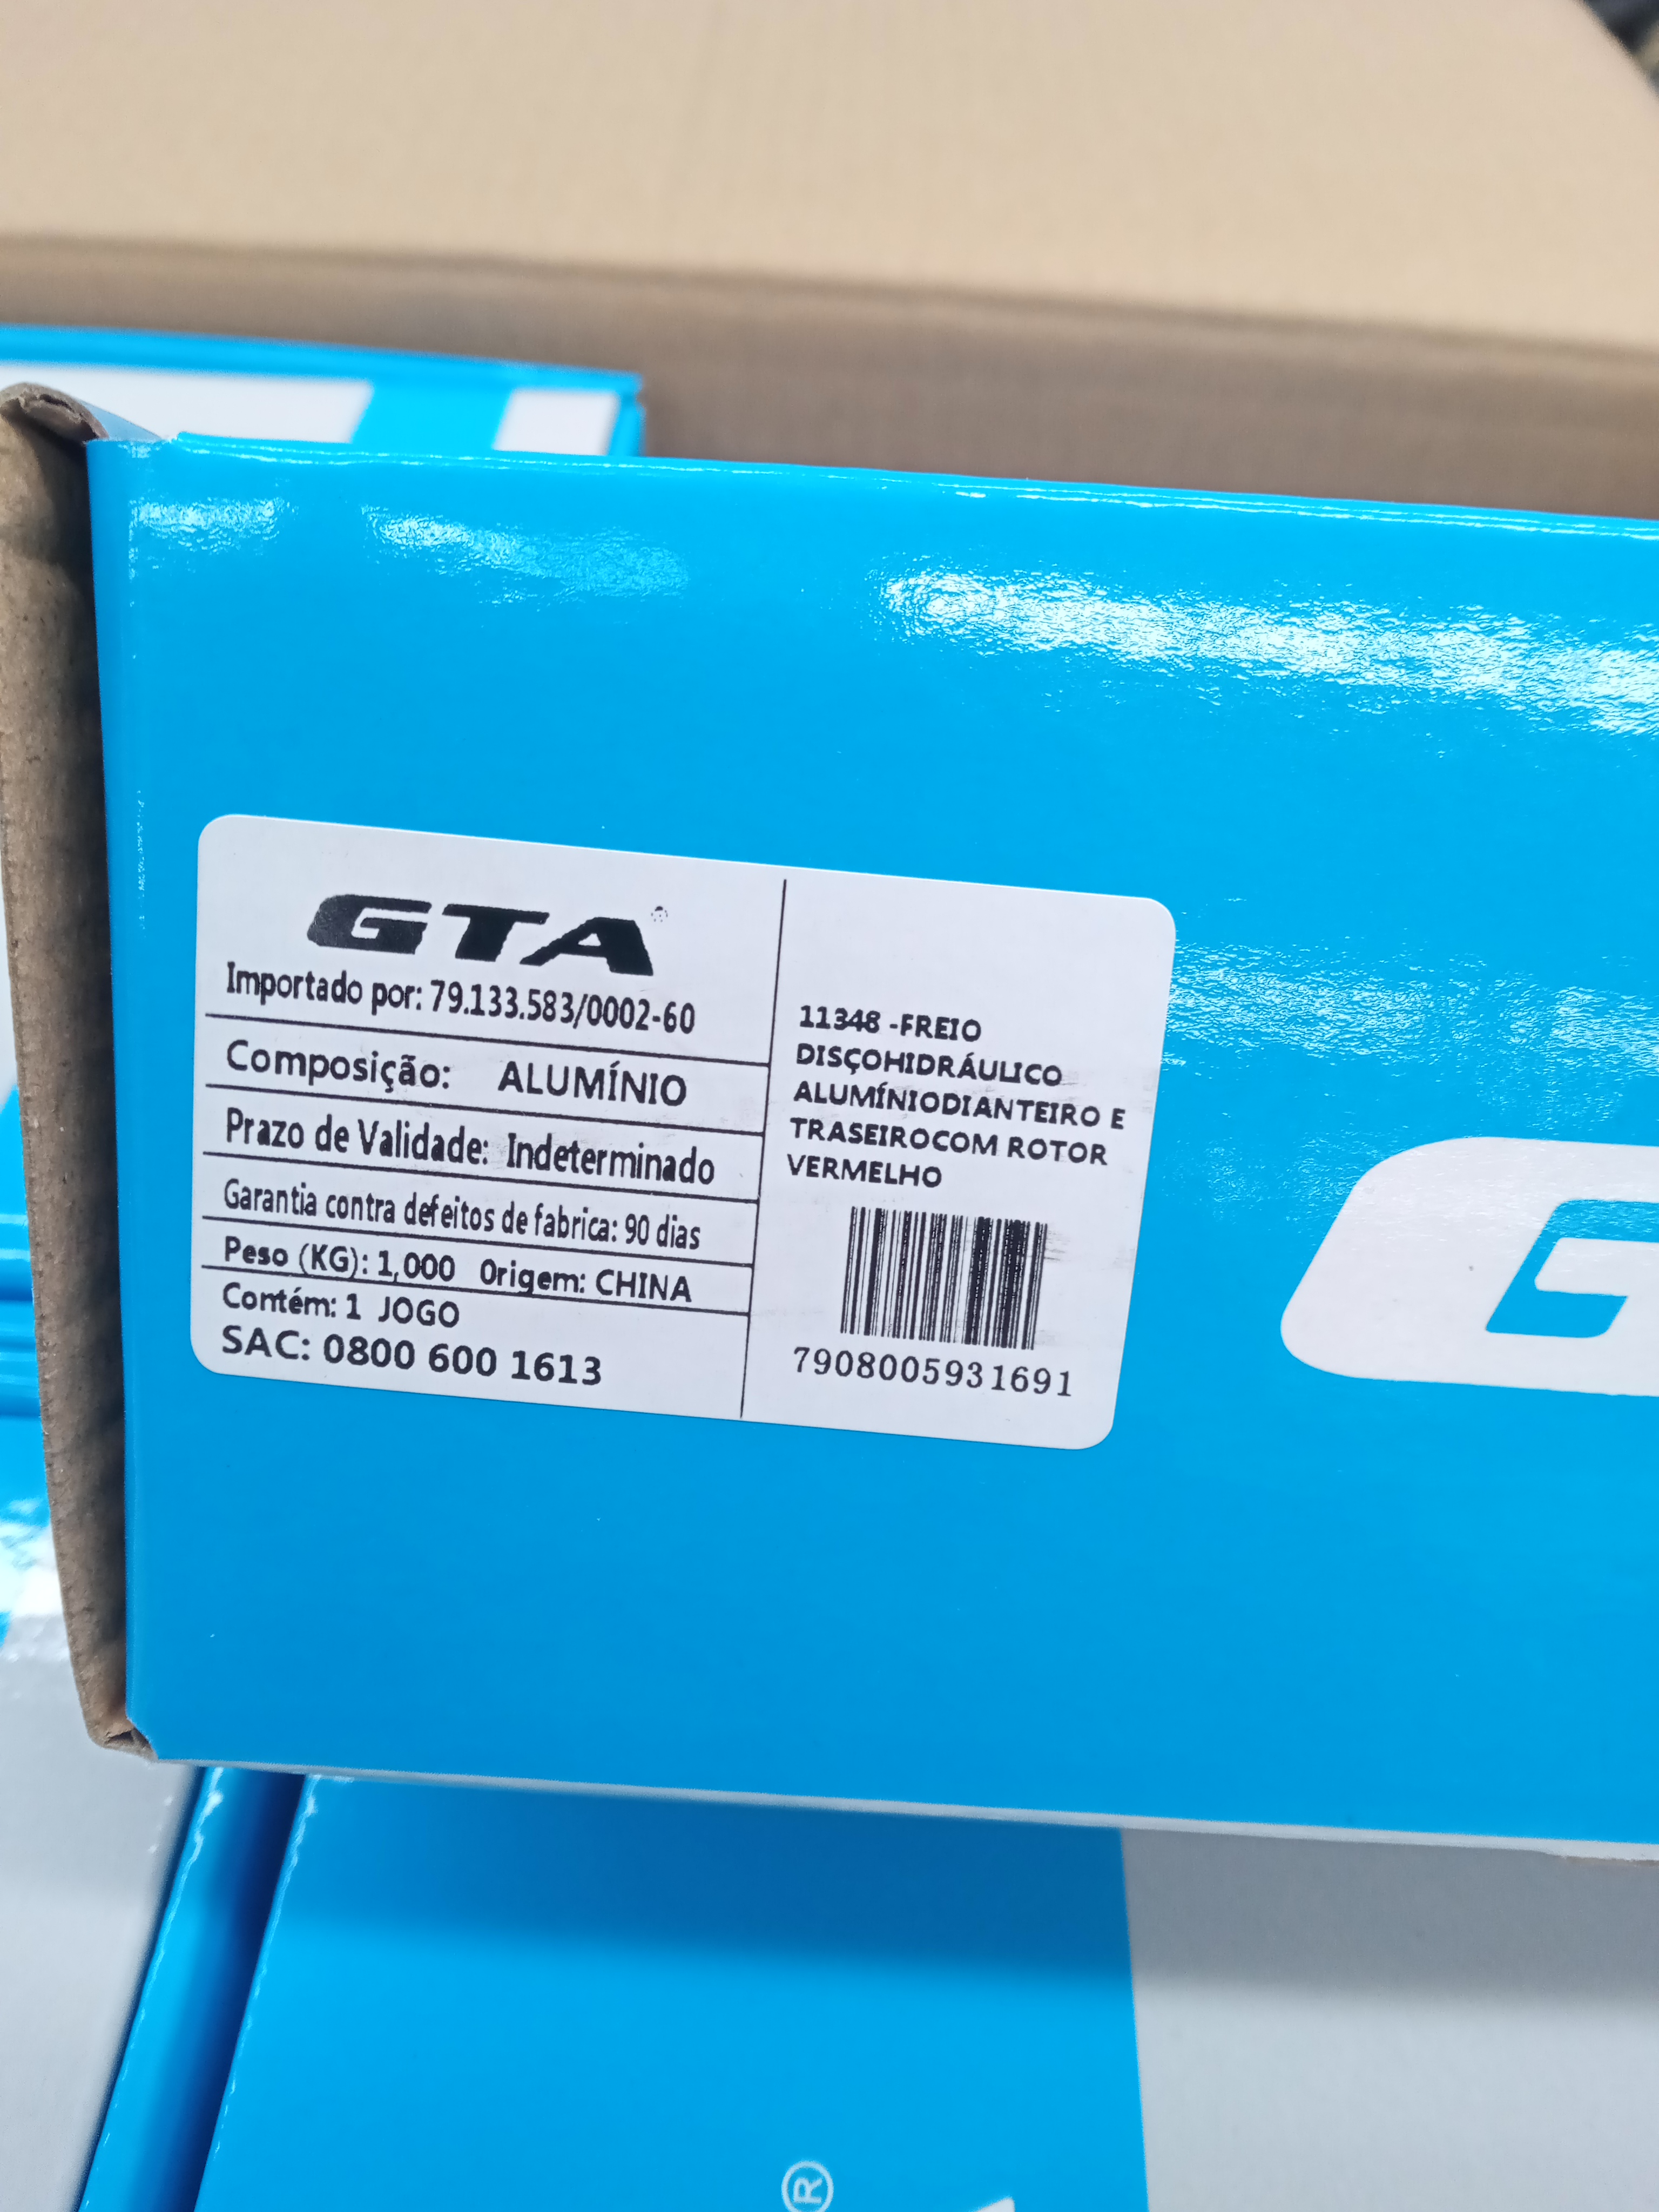 GTA
Importado por: 79.133.583/0002-60
Composição: ALUMÍNIO
Prazo de Validade: Indeterminado
Garantia contra defeitos de fabrica: 90 dias
Peso (KG): 1,000 Origem: CHINA
Contém: 1 JOGO
SAC: 0800 600 1613
11348 -FREIO
DISÇOHIDRÁULICO
ALUMÍNIODIANTEIRO E
TRASEIROCOM ROTOR
VERMELHO
7908005931691
G
®